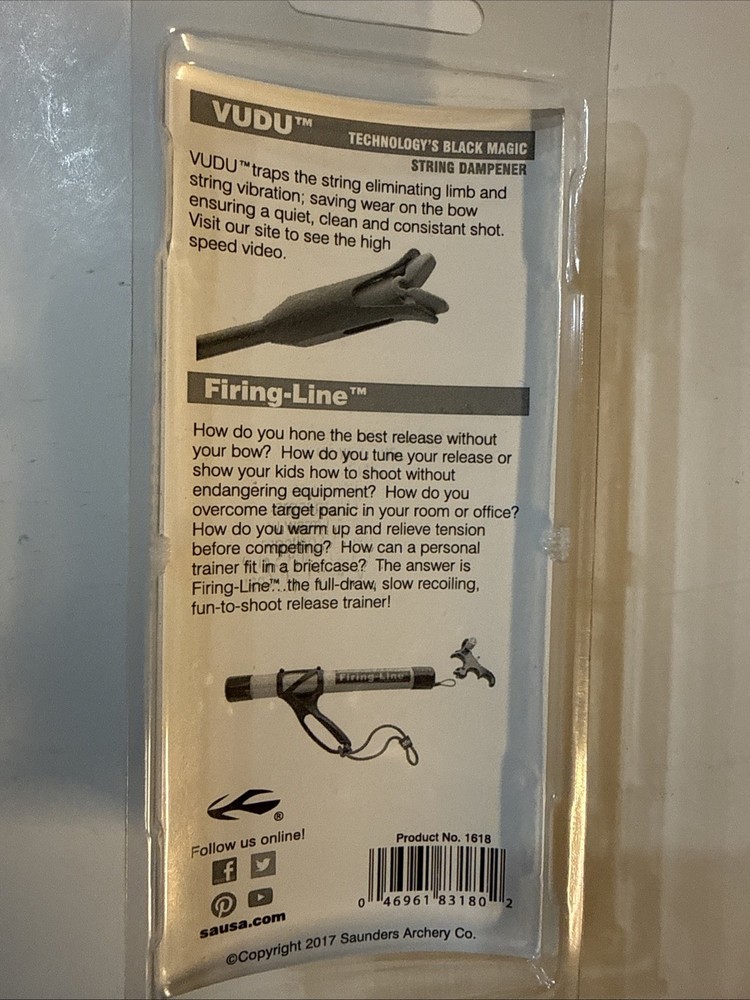 VUDU™
TECHNOLOGY'S BLACK MAGIC
STRING DAMPENER
VUDU™ traps the string eliminating limb and
string vibration; saving wear on the bow
ensuring a quiet, clean and consistant shot.
Visit our site to see the high
speed video.
Firing-Line™
How do you hone the best release without
your bow? How do you tune your release or
show your kids how to shoot without
endangering equipment? How do you
overcome target panic in your room or office?
How do you warm up and relieve tension
before competing? How can a personal
trainer fit in a briefcase? The answer is
Firing-Line™...the full-draw, slow recoiling,
fun-to-shoot release trainer!
Firing-Line
®
Follow us online!
sausa.com
Product No. 1618
0 46961 83180 2
©Copyright 2017 Saunders Archery Co.